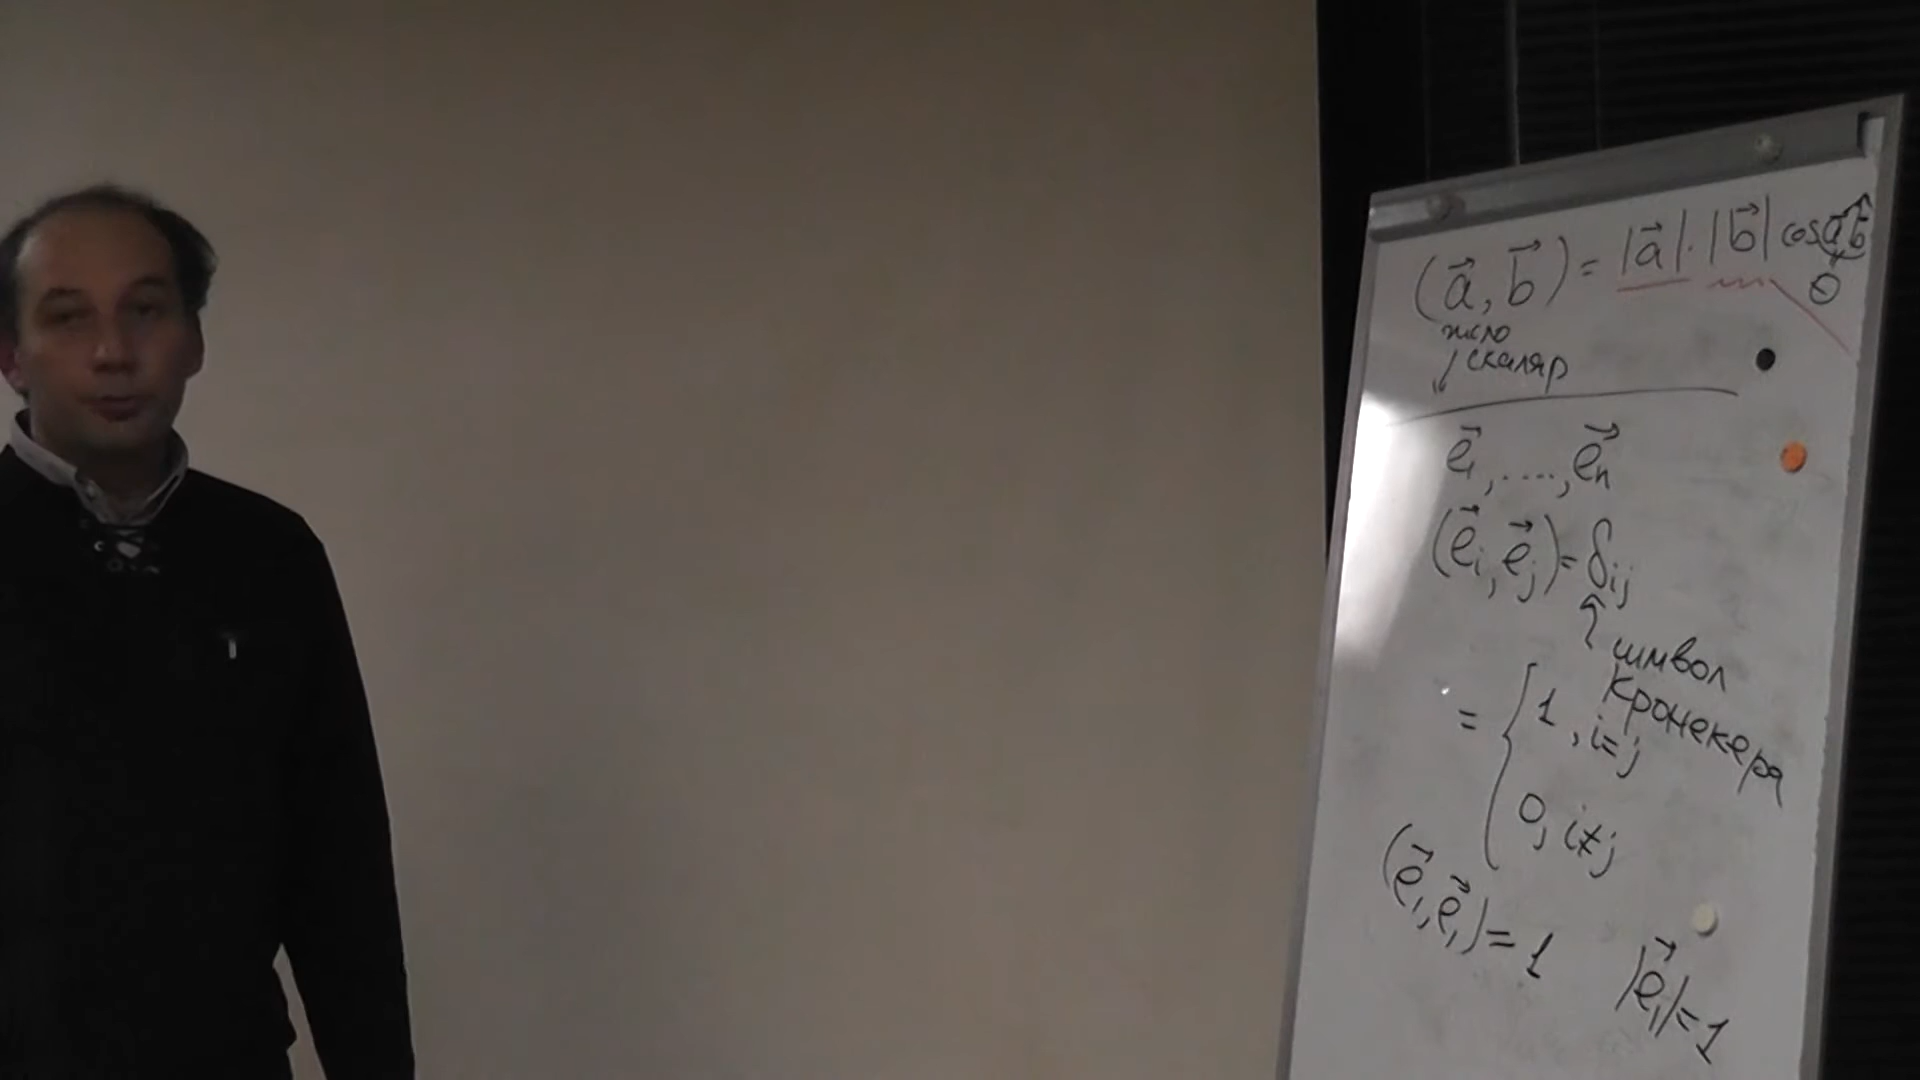 (a⃗, b⃗) = |a⃗|·|b⃗| cos a⃗,b⃗
θ
число
скаляр
e⃗₁, ...., e⃗ₙ
(e⃗ᵢ, e⃗ⱼ) = δᵢⱼ
символ
Кронекера
= { 1, i=j
0, i≠j
(e⃗₁, e⃗₁) = 1
|e⃗₁| = 1